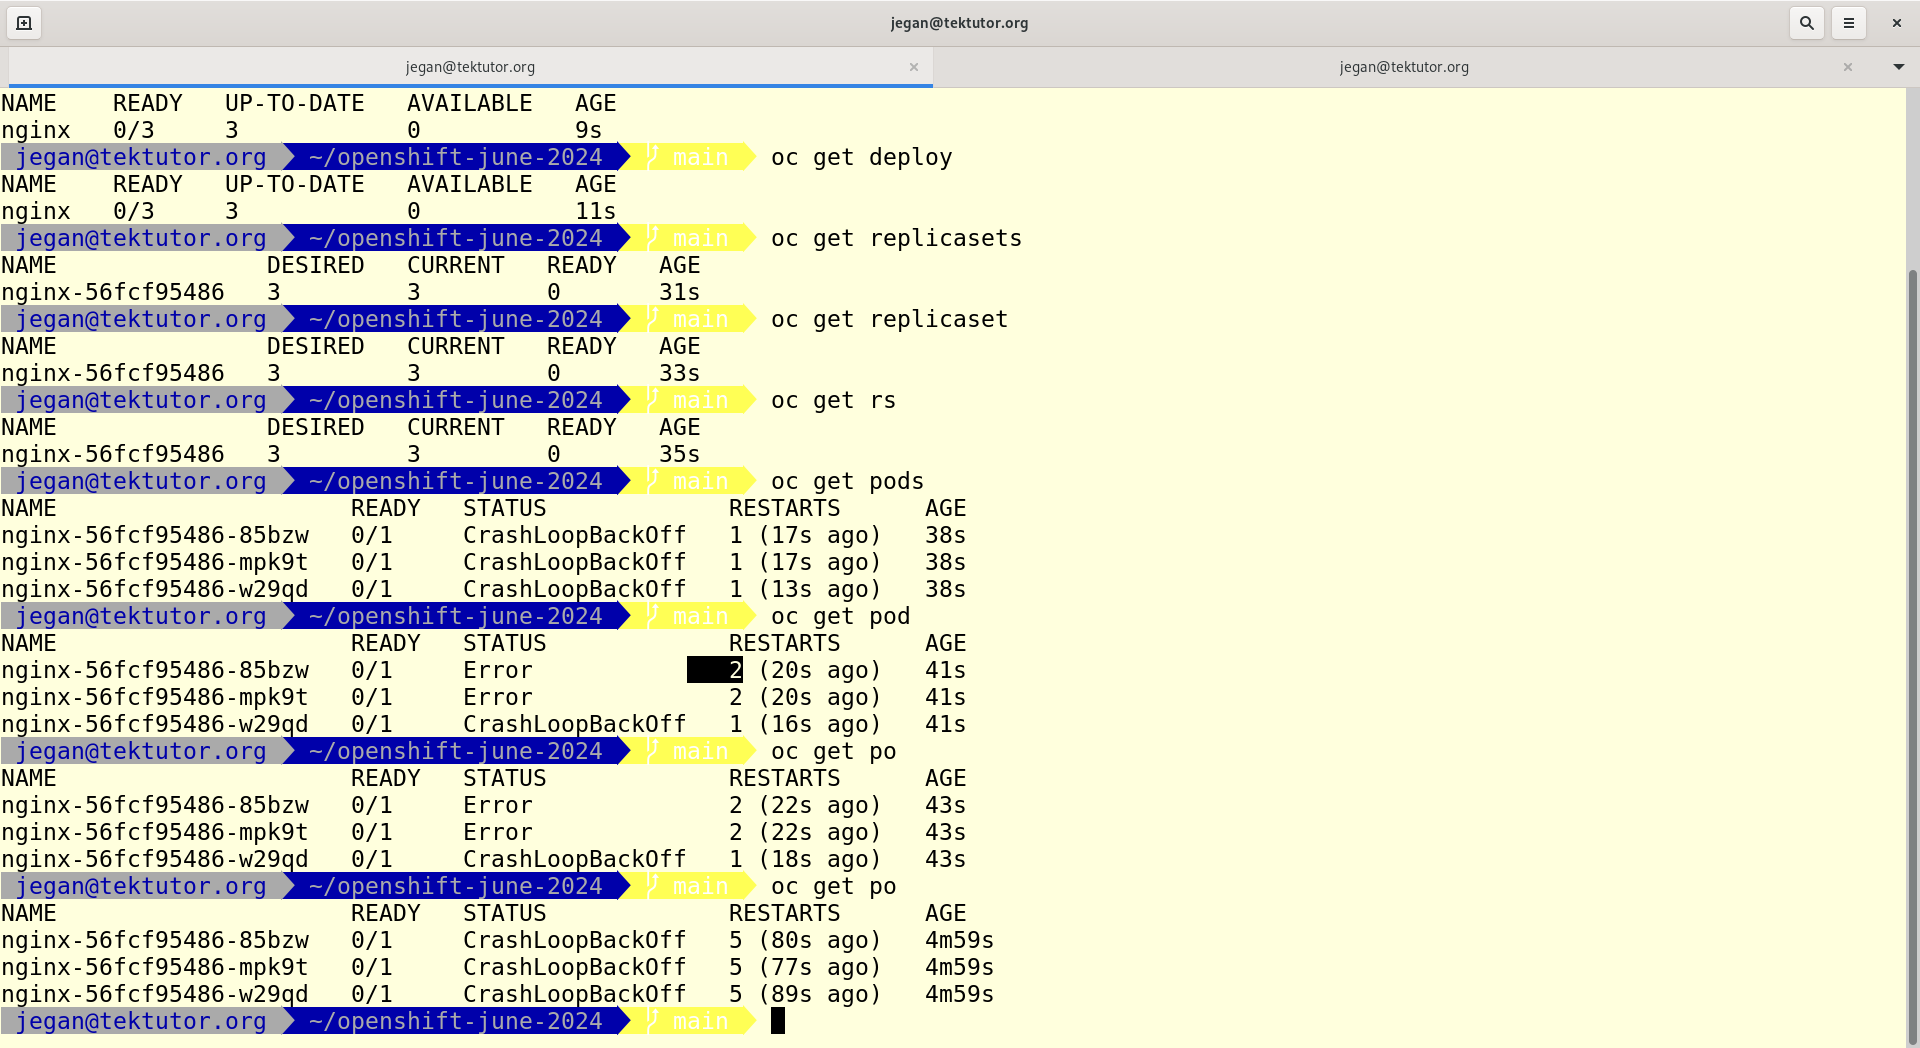 jegan@tektutor.org
jegan@tektutor.org jegan@tektutor.org
NAME    READY   UP-TO-DATE   AVAILABLE   AGE
nginx   0/3     3            0           9s
jegan@tektutor.org ~/openshift-june-2024 main oc get deploy
NAME    READY   UP-TO-DATE   AVAILABLE   AGE
nginx   0/3     3            0           11s
jegan@tektutor.org ~/openshift-june-2024 main oc get replicasets
NAME               DESIRED   CURRENT   READY   AGE
nginx-56fcf95486   3         3         0       31s
jegan@tektutor.org ~/openshift-june-2024 main oc get replicaset
NAME               DESIRED   CURRENT   READY   AGE
nginx-56fcf95486   3         3         0       33s
jegan@tektutor.org ~/openshift-june-2024 main oc get rs
NAME               DESIRED   CURRENT   READY   AGE
nginx-56fcf95486   3         3         0       35s
jegan@tektutor.org ~/openshift-june-2024 main oc get pods
NAME                     READY   STATUS             RESTARTS      AGE
nginx-56fcf95486-85bzw   0/1     CrashLoopBackOff   1 (17s ago)   38s
nginx-56fcf95486-mpk9t   0/1     CrashLoopBackOff   1 (17s ago)   38s
nginx-56fcf95486-w29qd   0/1     CrashLoopBackOff   1 (13s ago)   38s
jegan@tektutor.org ~/openshift-june-2024 main oc get pod
NAME                     READY   STATUS             RESTARTS      AGE
nginx-56fcf95486-85bzw   0/1     Error              2 (20s ago)   41s
nginx-56fcf95486-mpk9t   0/1     Error              2 (20s ago)   41s
nginx-56fcf95486-w29qd   0/1     CrashLoopBackOff   1 (16s ago)   41s
jegan@tektutor.org ~/openshift-june-2024 main oc get po
NAME                     READY   STATUS             RESTARTS      AGE
nginx-56fcf95486-85bzw   0/1     Error              2 (22s ago)   43s
nginx-56fcf95486-mpk9t   0/1     Error              2 (22s ago)   43s
nginx-56fcf95486-w29qd   0/1     CrashLoopBackOff   1 (18s ago)   43s
jegan@tektutor.org ~/openshift-june-2024 main oc get po
NAME                     READY   STATUS             RESTARTS      AGE
nginx-56fcf95486-85bzw   0/1     CrashLoopBackOff   5 (80s ago)   4m59s
nginx-56fcf95486-mpk9t   0/1     CrashLoopBackOff   5 (77s ago)   4m59s
nginx-56fcf95486-w29qd   0/1     CrashLoopBackOff   5 (89s ago)   4m59s
jegan@tektutor.org ~/openshift-june-2024 main